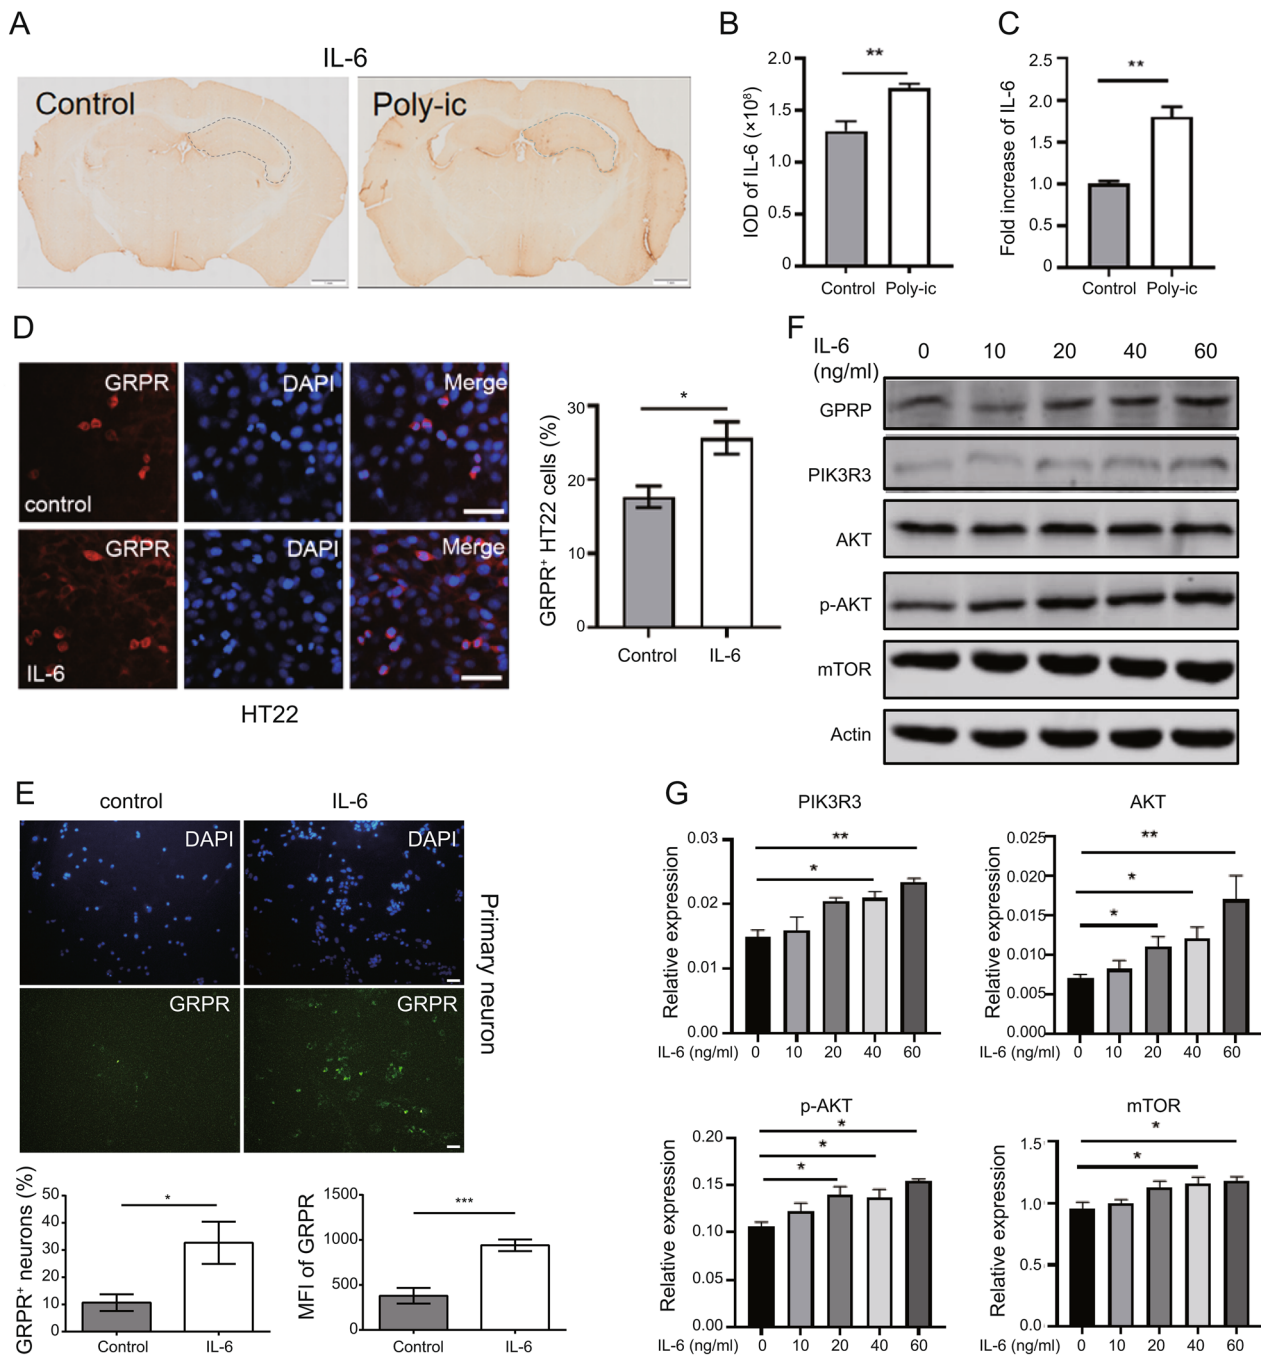 A
IL-6
Control
Poly-ic
B
IOD of IL-6 (×10⁸)
2.0
1.5
1.0
0.5
0
**
Control Poly-ic
C
Fold increase of IL-6
2.5
2.0
1.5
1.0
0.5
0
**
Control Poly-ic
D
GRPR DAPI Merge
control
GRPR DAPI Merge
IL-6
HT22
GRPR⁺ HT22 cells (%)
30
20
10
0
*
Control IL-6
F
IL-6 0 10 20 40 60
(ng/ml)
GPRP
PIK3R3
AKT
p-AKT
mTOR
Actin
E
control IL-6
DAPI DAPI
GRPR GRPR
Primary neuron
GRPR⁺ neurons (%)
50
40
30
20
10
0
*
Control IL-6
MFI of GRPR
1500
1000
500
0
***
Control IL-6
G
PIK3R3
Relative expression
0.03
0.02
0.01
0.00
**
*
IL-6 (ng/ml) 0 10 20 40 60
AKT
Relative expression
0.025
0.020
0.015
0.010
0.005
0.000
**
*
*
IL-6 (ng/ml) 0 10 20 40 60
p-AKT
Relative expression
0.20
0.15
0.10
0.05
0.00
*
*
*
IL-6 (ng/ml) 0 10 20 40 60
mTOR
Relative expression
1.5
1.0
0.5
0.0
*
*
IL-6 (ng/ml) 0 10 20 40 60